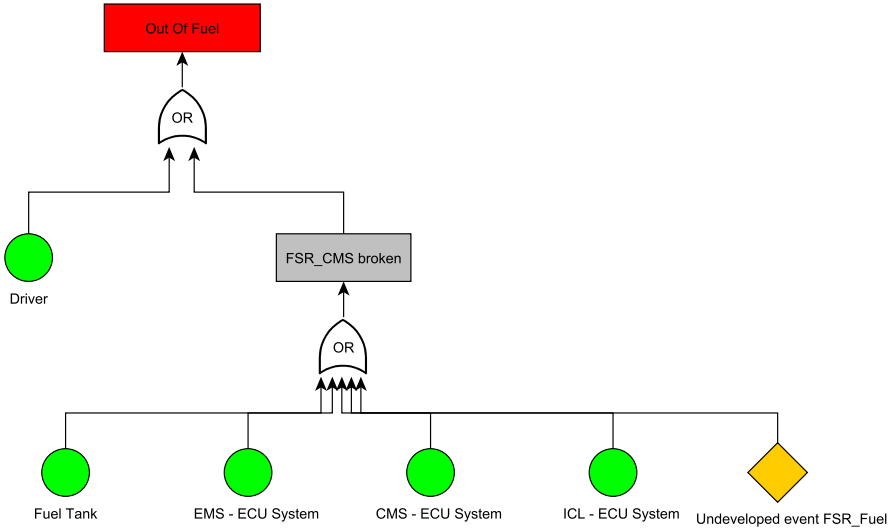 Out Of Fuel
OR
FSR_CMS broken
Driver
OR
Fuel Tank
EMS - ECU System
CMS - ECU System
ICL - ECU System
Undeveloped event FSR_Fuel